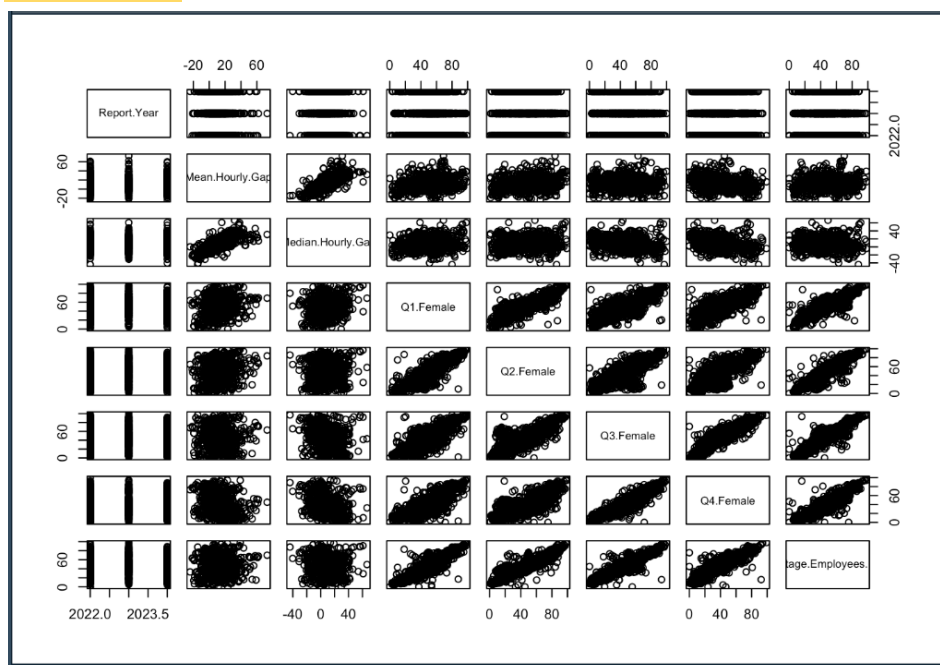 -20 20 60 0 40 80 0 40 80 0 40 80
Report.Year
2022.0
60
-20
Mean.Hourly.Gap
Median.Hourly.Ga
40
-40
60
0
Q1.Female
Q2.Female
60
0
60
0
Q3.Female
Q4.Female
60
0
60
0
tage.Employees.
2022.0 2023.5 -40 0 40 0 40 80 0 40 80